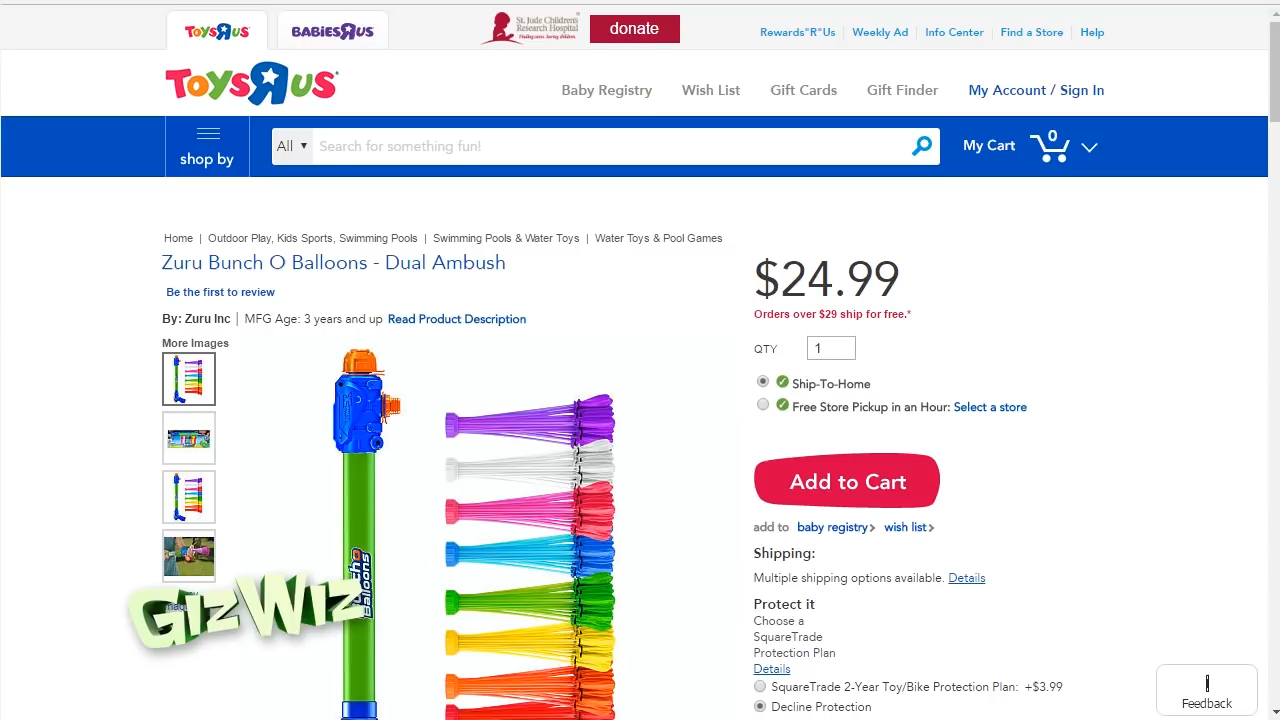 TOYSRUS BABIESRUS St. Jude Children's Research Hospital donate Rewards"R"Us Weekly Ad Info Center Find a Store Help
Finding cures. Saving children.
TOYSRUS Baby Registry Wish List Gift Cards Gift Finder My Account / Sign In
shop by All ▼ Search for something fun! My Cart 0
Home | Outdoor Play, Kids Sports, Swimming Pools | Swimming Pools & Water Toys | Water Toys & Pool Games
Zuru Bunch O Balloons - Dual Ambush
Be the first to review
By: Zuru Inc | MFG Age: 3 years and up Read Product Description
More Images
$24.99
Orders over $29 ship for free.*
QTY 1
Ship-To-Home
Free Store Pickup in an Hour: Select a store
Add to Cart
add to baby registry> wish list>
Shipping:
Multiple shipping options available. Details
Protect it
Choose a
SquareTrade
Protection Plan
Details
SquareTrade 2-Year Toy/Bike Protection Plan: +$3.99
Decline Protection
Feedback
GIZWIZ
Balloons